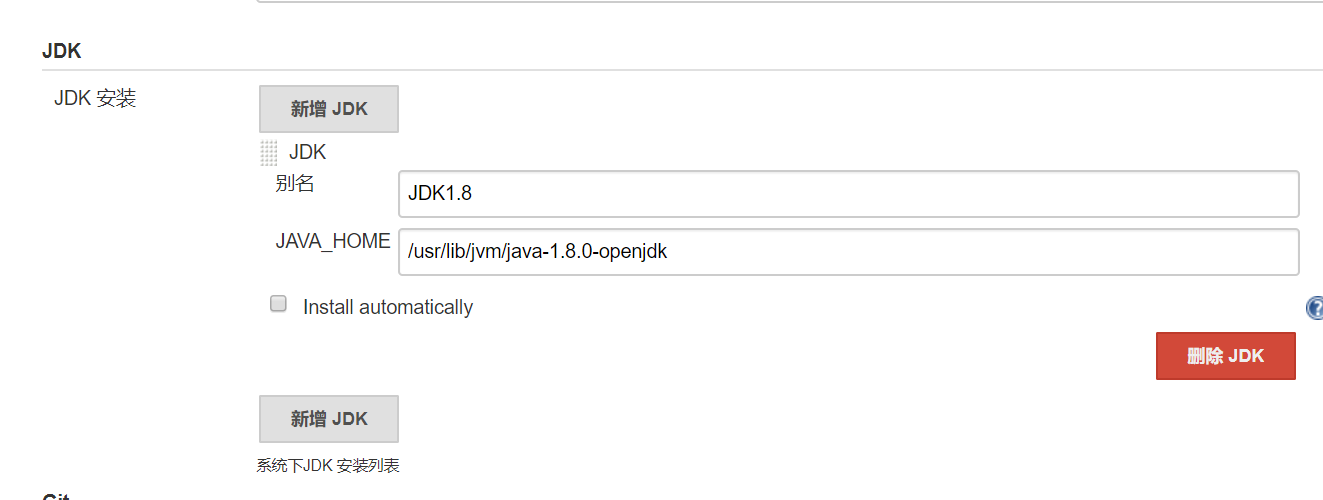 JDK
JDK 安装
新增 JDK
JDK
别名
JDK1.8
JAVA_HOME
/usr/lib/jvm/java-1.8.0-openjdk
Install automatically
?
删除 JDK
新增 JDK
系统下JDK 安装列表
Git